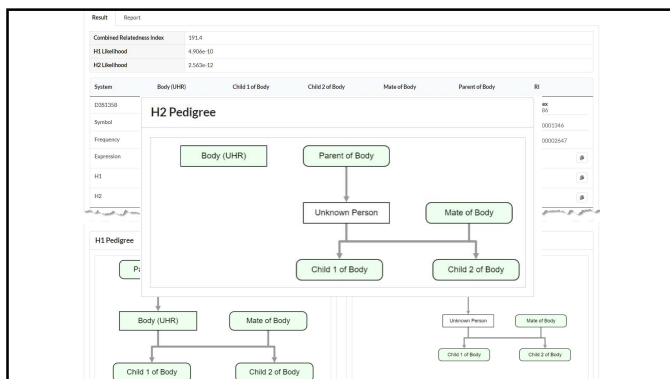 Result Report
Combined Relatedness Index 191.4
H1 Likelihood 4.906e-10
H2 Likelihood 2.563e-12
System Body (UHR) Child 1 of Body Child 2 of Body Mate of Body Parent of Body RI
D3S1358 ex
86
Symbol 0001346
Frequency 00002647
Expression
H1
H2
H2 Pedigree
Body (UHR) Parent of Body
Unknown Person Mate of Body
Child 1 of Body Child 2 of Body
H1 Pedigree
Pa
Body (UHR) Mate of Body
Child 1 of Body Child 2 of Body
Unknown Person Mate of Body
Child 1 of Body Child 2 of Body